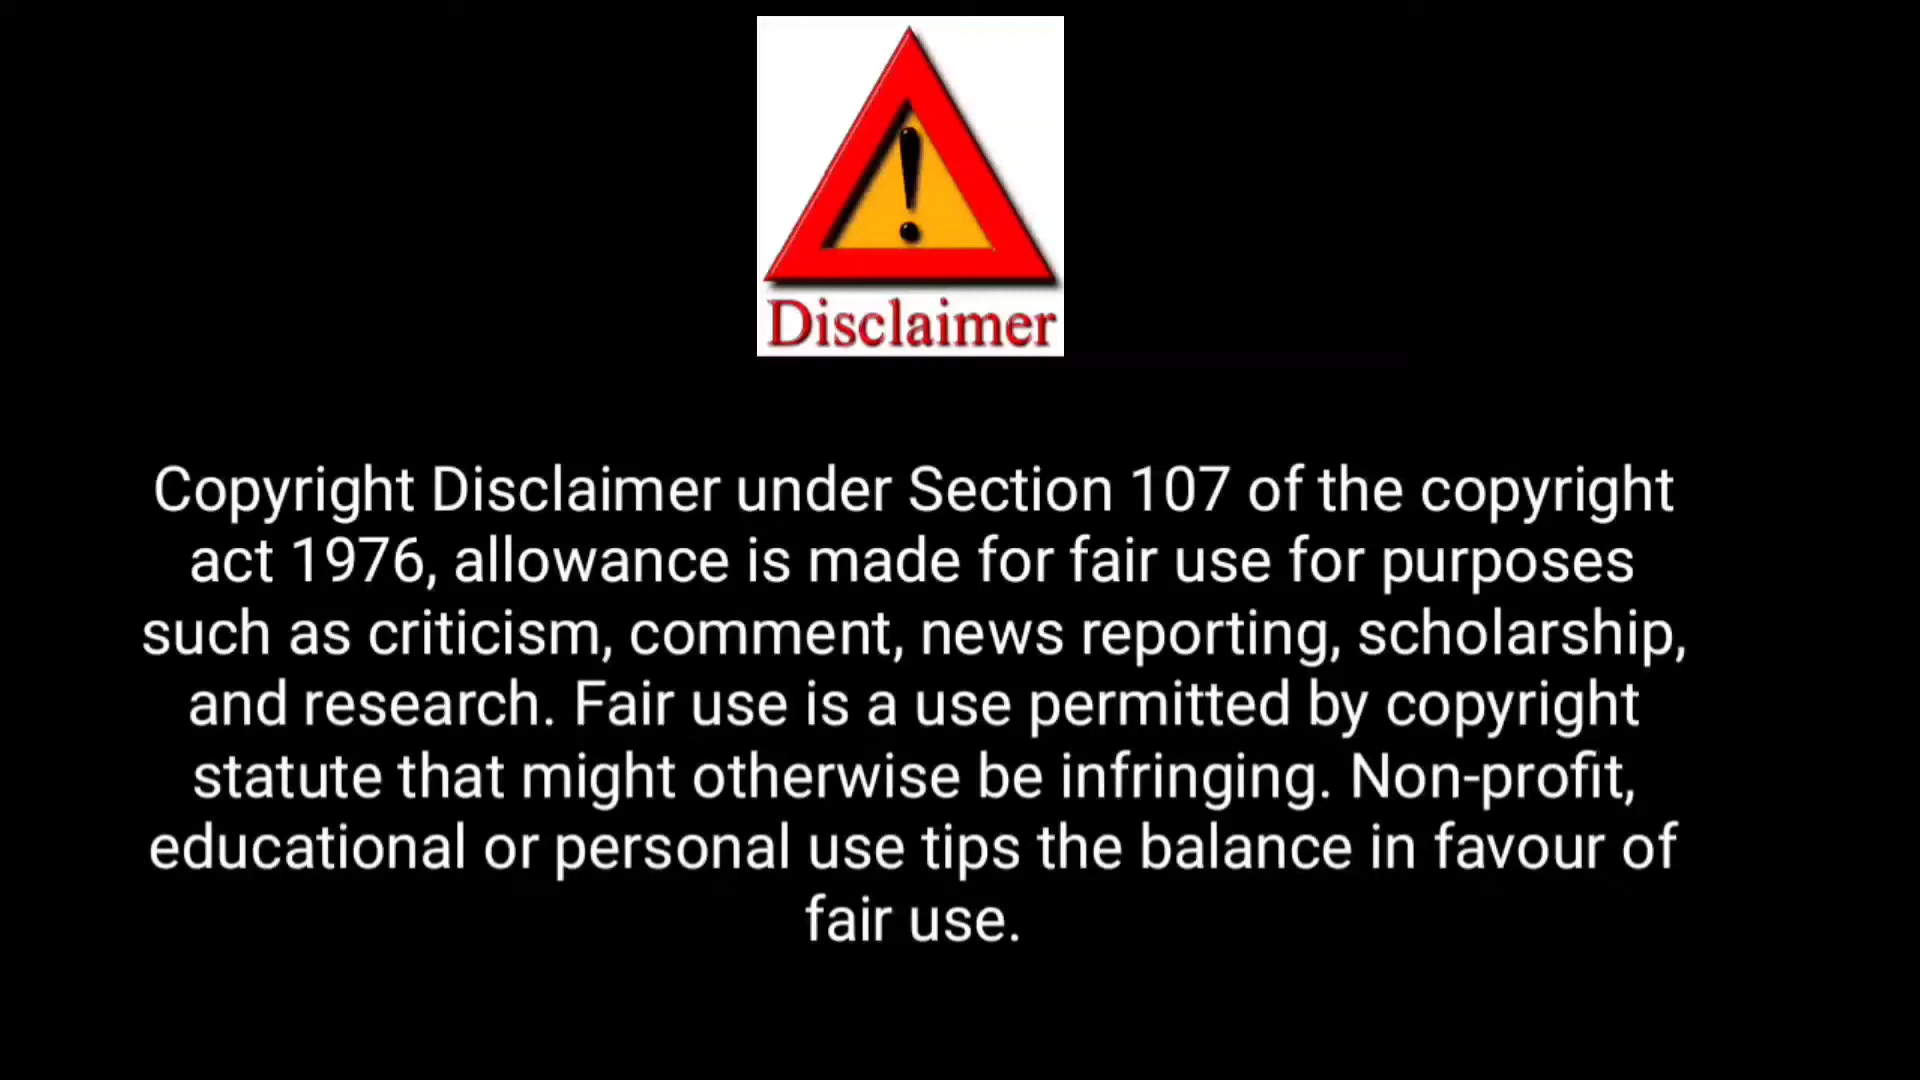 !
Disclaimer
Copyright Disclaimer under Section 107 of the copyright
act 1976, allowance is made for fair use for purposes
such as criticism, comment, news reporting, scholarship,
and research. Fair use is a use permitted by copyright
statute that might otherwise be infringing. Non-profit,
educational or personal use tips the balance in favour of
fair use.